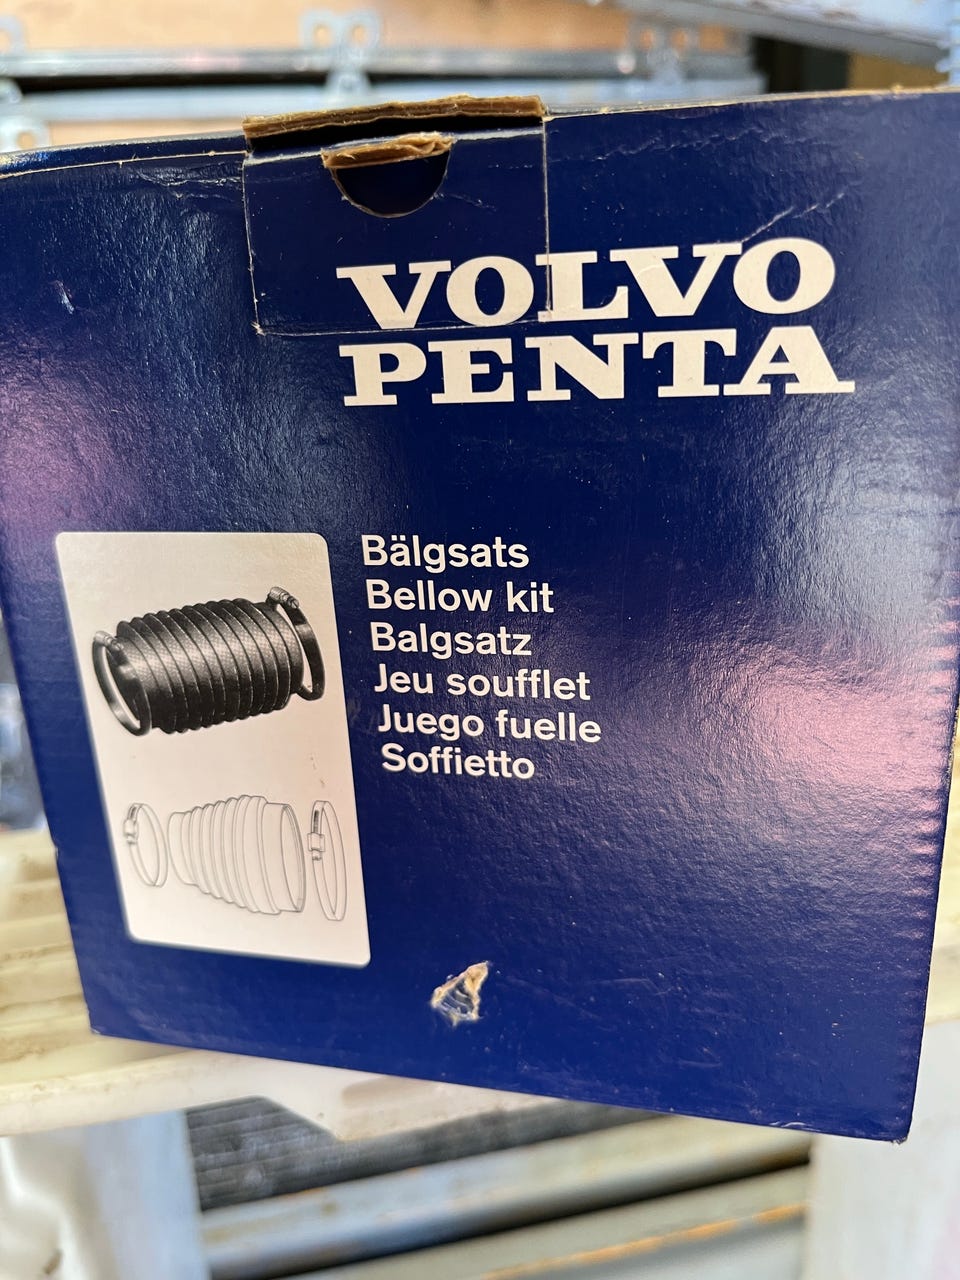 VOLVO
PENTA
Bälgsats
Bellow kit
Balgsatz
Jeu soufflet
Juego fuelle
Soffietto